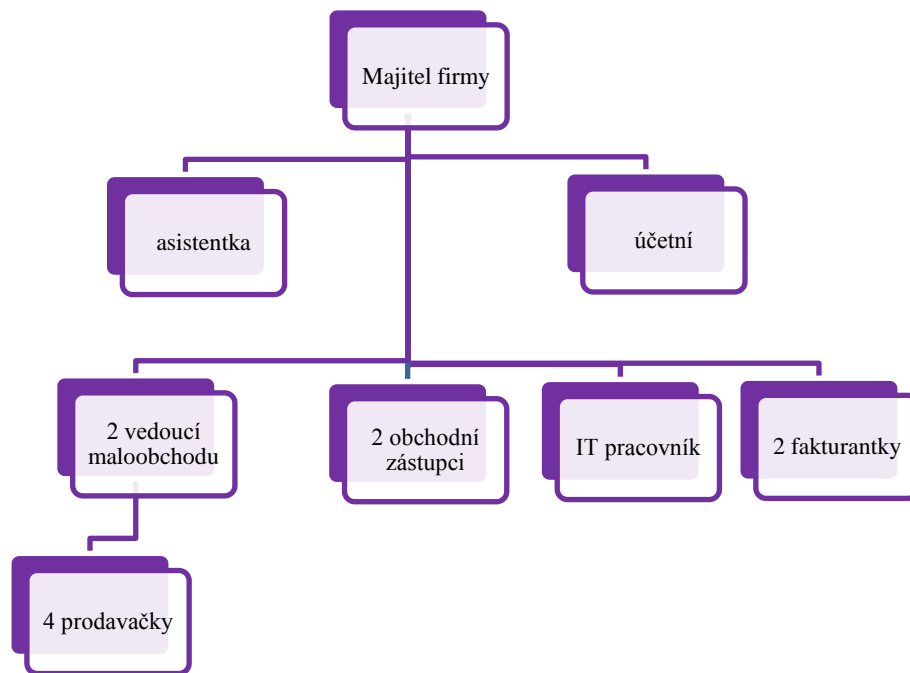 Majitel firmy
asistentka
účetní
2 vedoucí
maloobchodu
2 obchodní
zástupci
IT pracovník
2 fakturantky
4 prodavačky